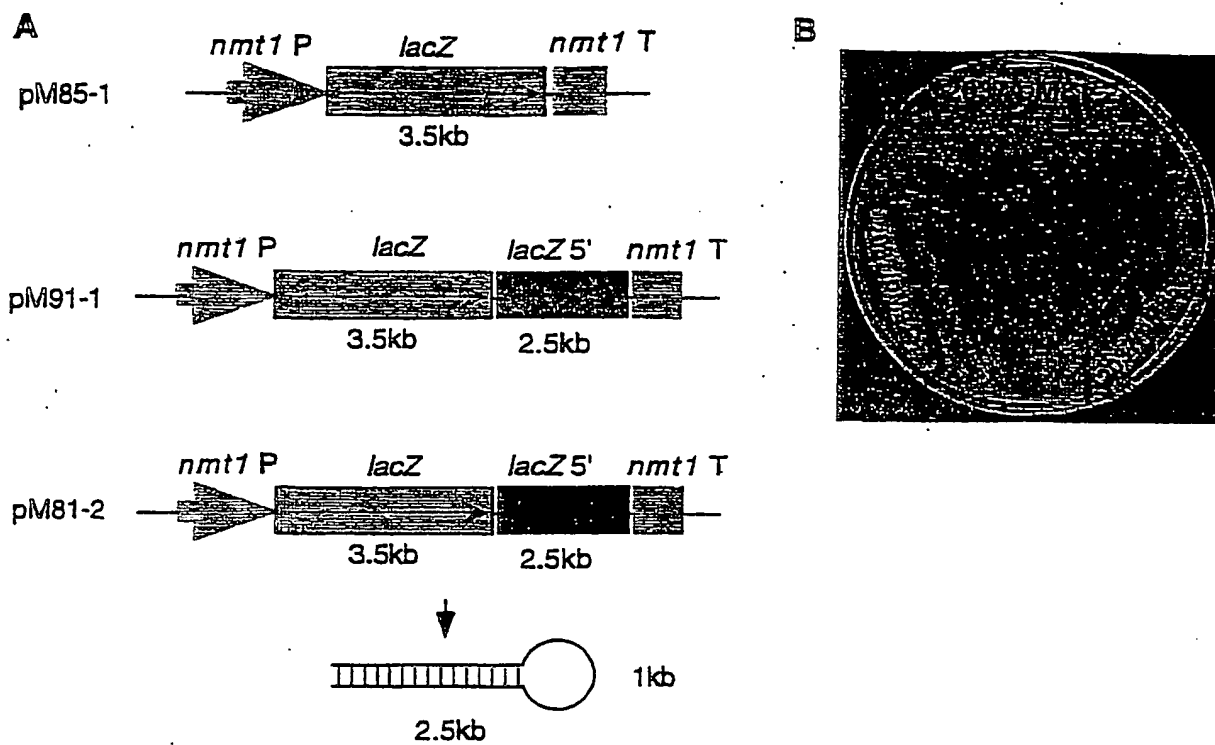 A
nmt1 P lacZ nmt1 T
pM85-1
3.5kb
nmt1 P lacZ lacZ 5' nmt1 T
pM91-1
3.5kb 2.5kb
nmt1 P lacZ lacZ 5' nmt1 T
pM81-2
3.5kb 2.5kb
1kb
2.5kb
B